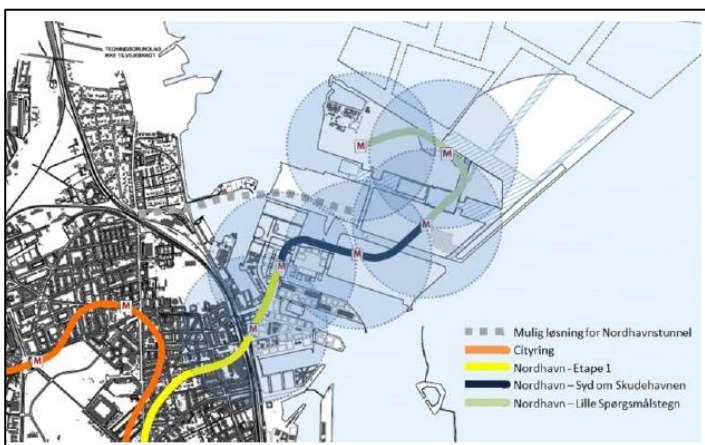 TEGNINGSGRUNDLAG
IKKE TILVEJEBRAGT
M
M
M
M
M
M
M
M
Mulig løsning for Nordhavnstunnel
Cityring
Nordhavn - Etape 1
Nordhavn – Syd om Skudehavnen
Nordhavn – Lille Spørgsmålstegn